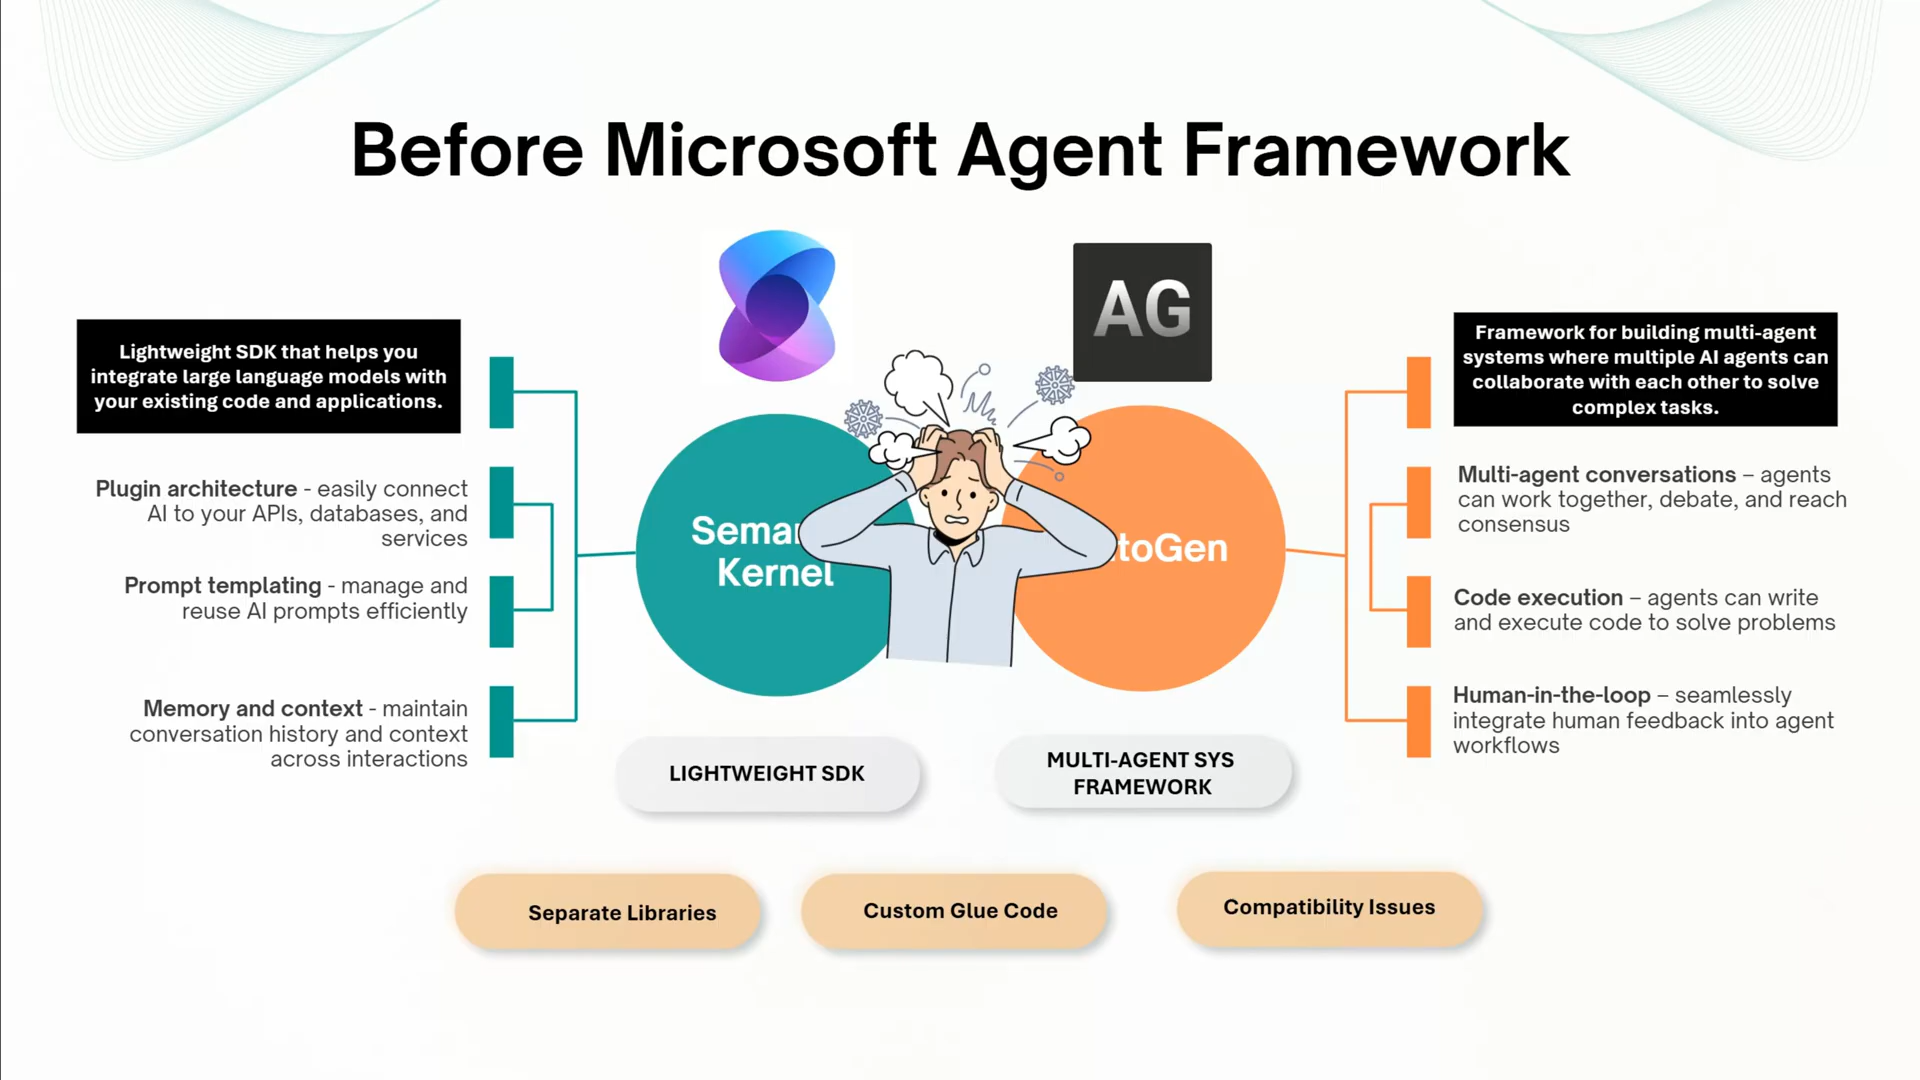 Before Microsoft Agent Framework
AG
Lightweight SDK that helps you
integrate large language models with
your existing code and applications.
Plugin architecture - easily connect
AI to your APIs, databases, and
services
Prompt templating - manage and
reuse AI prompts efficiently
Memory and context - maintain
conversation history and context
across interactions
Kernel
Framework for building multi-agent
systems where multiple AI agents can
collaborate with each other to solve
complex tasks.
Multi-agent conversations – agents
can work together, debate, and reach
consensus
Code execution – agents can write
and execute code to solve problems
Human-in-the-loop – seamlessly
integrate human feedback into agent
workflows
LIGHTWEIGHT SDK
MULTI-AGENT SYS
FRAMEWORK
Separate Libraries
Custom Glue Code
Compatibility Issues